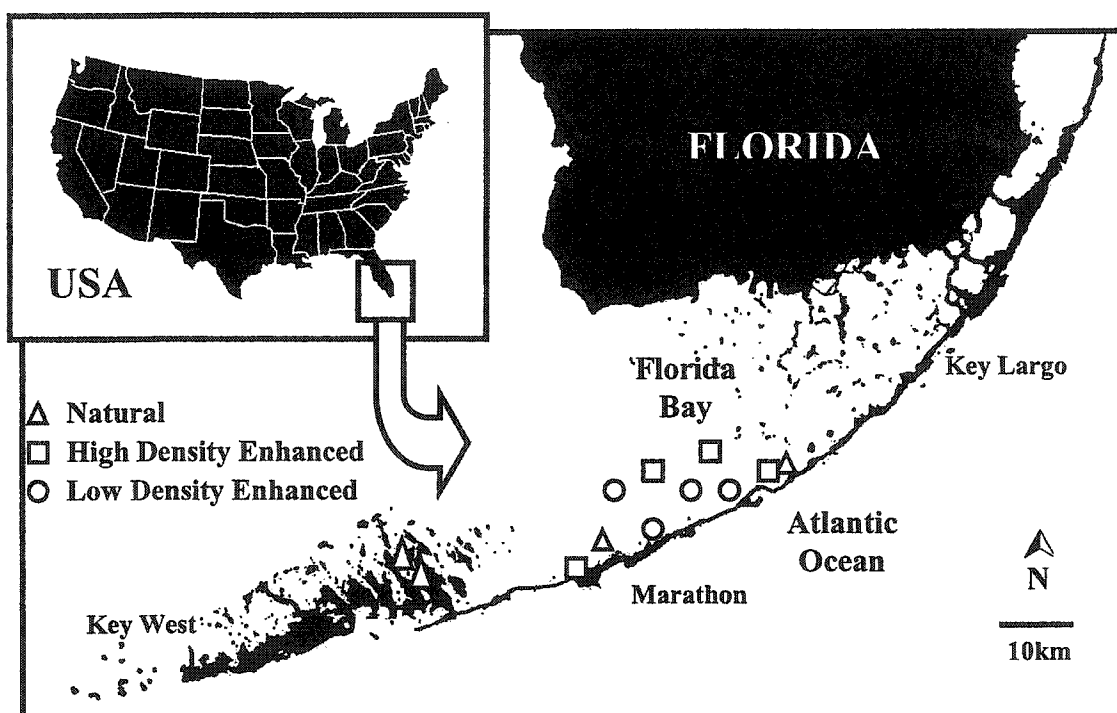 USA
FLORIDA
Florida
Bay
Key Largo
Natural
High Density Enhanced
Low Density Enhanced
Atlantic
Ocean
N
Marathon
Key West
10km